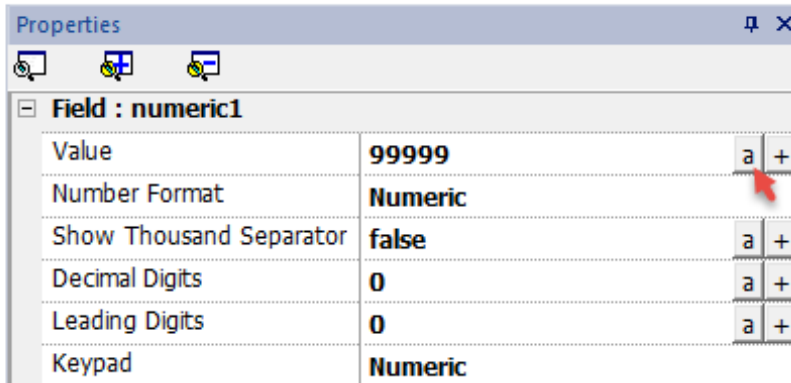 Properties
Field : numeric1
Value 99999 a +
Number Format Numeric
Show Thousand Separator false a +
Decimal Digits 0 a +
Leading Digits 0 a +
Keypad Numeric